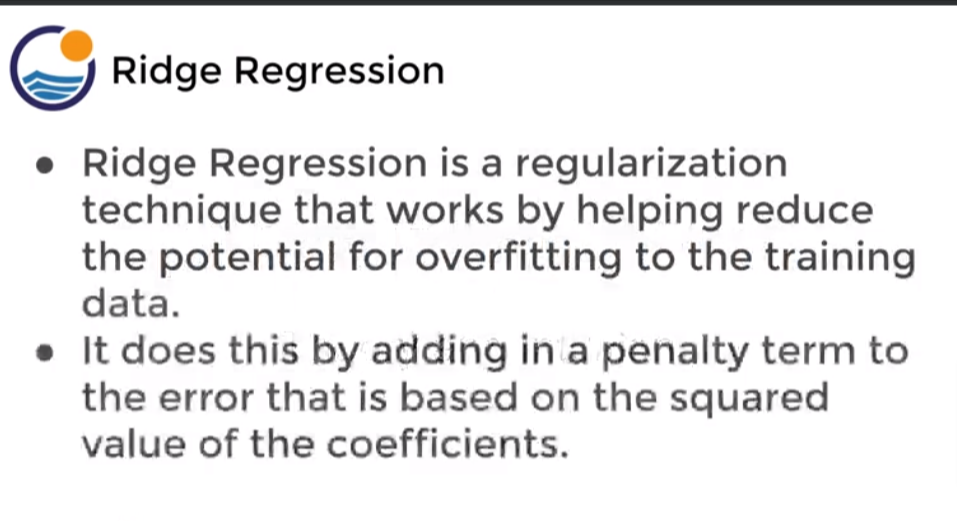 Ridge Regression
● Ridge Regression is a regularization
technique that works by helping reduce
the potential for overfitting to the training
data.
● It does this by adding in a penalty term to
the error that is based on the squared
value of the coefficients.